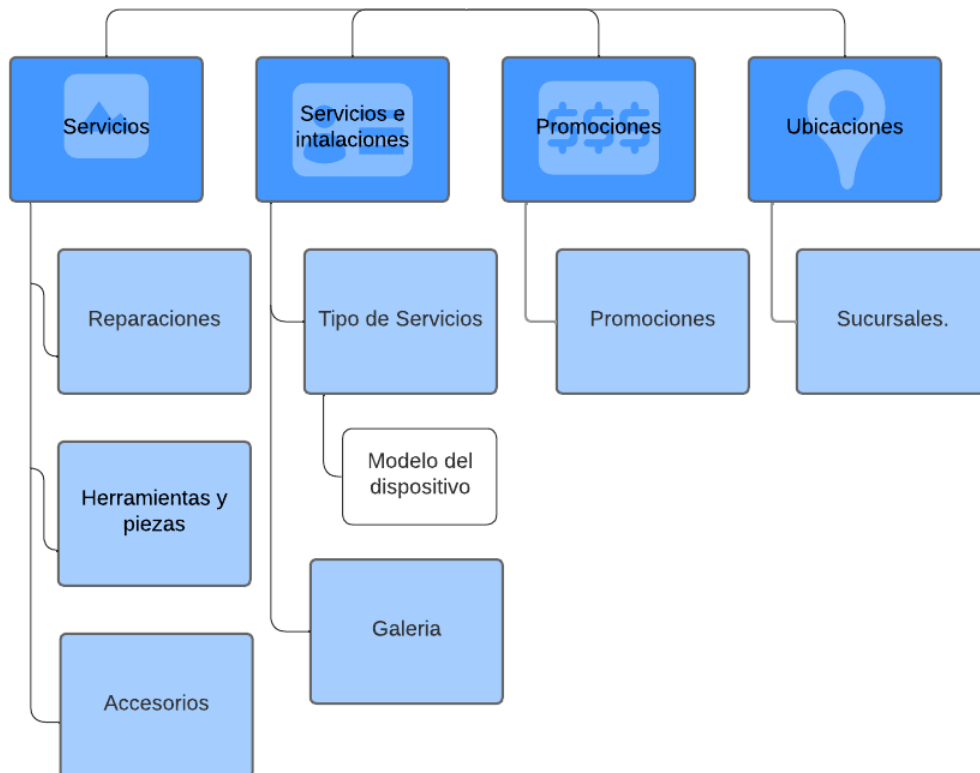 Servicios
Servicios e
intalaciones
Promociones
Ubicaciones
Reparaciones
Tipo de Servicios
Promociones
Sucursales.
Modelo del
dispositivo
Herramientas y
piezas
Galeria
Accesorios